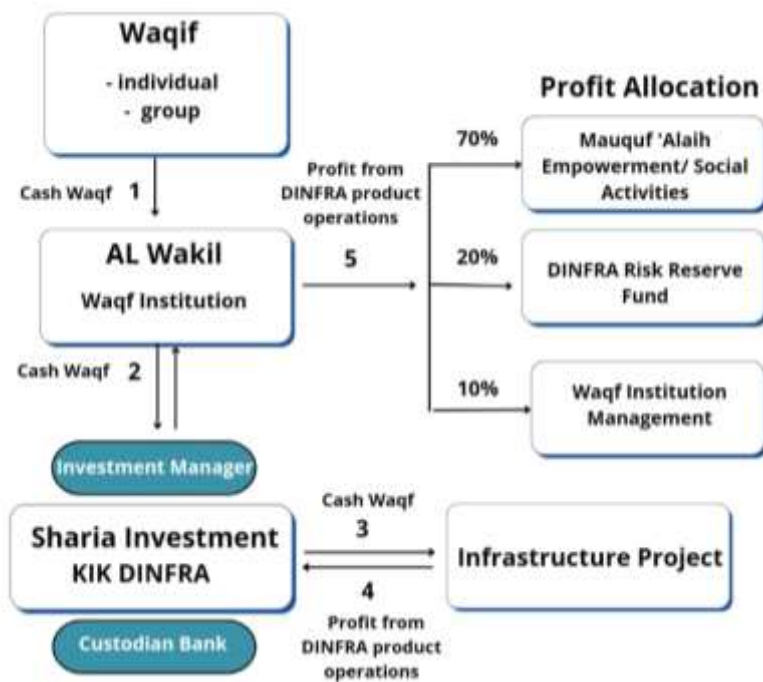 Waqif
- individual
- group
Cash Waqf 1
AL Wakil
Waqf Institution
Cash Waqf 2
Investment Manager
Sharia Investment
KIK DINFRA
Custodian Bank
Cash Waqf
3
4
Profit from
DINFRA product
operations
Infrastructure Project
Profit from
DINFRA product
operations
5
Profit Allocation
70%
Mauquf 'Alaih
Empowerment/ Social
Activities
20%
DINFRA Risk Reserve
Fund
10%
Waqf Institution
Management